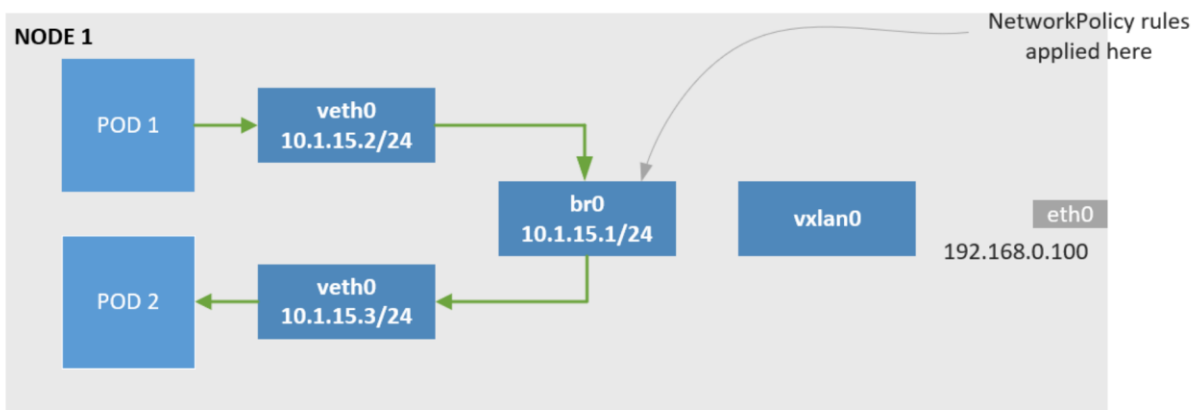 NetworkPolicy rules
applied here
NODE 1
POD 1
veth0
10.1.15.2/24
br0
10.1.15.1/24
vxlan0
eth0
192.168.0.100
POD 2
veth0
10.1.15.3/24